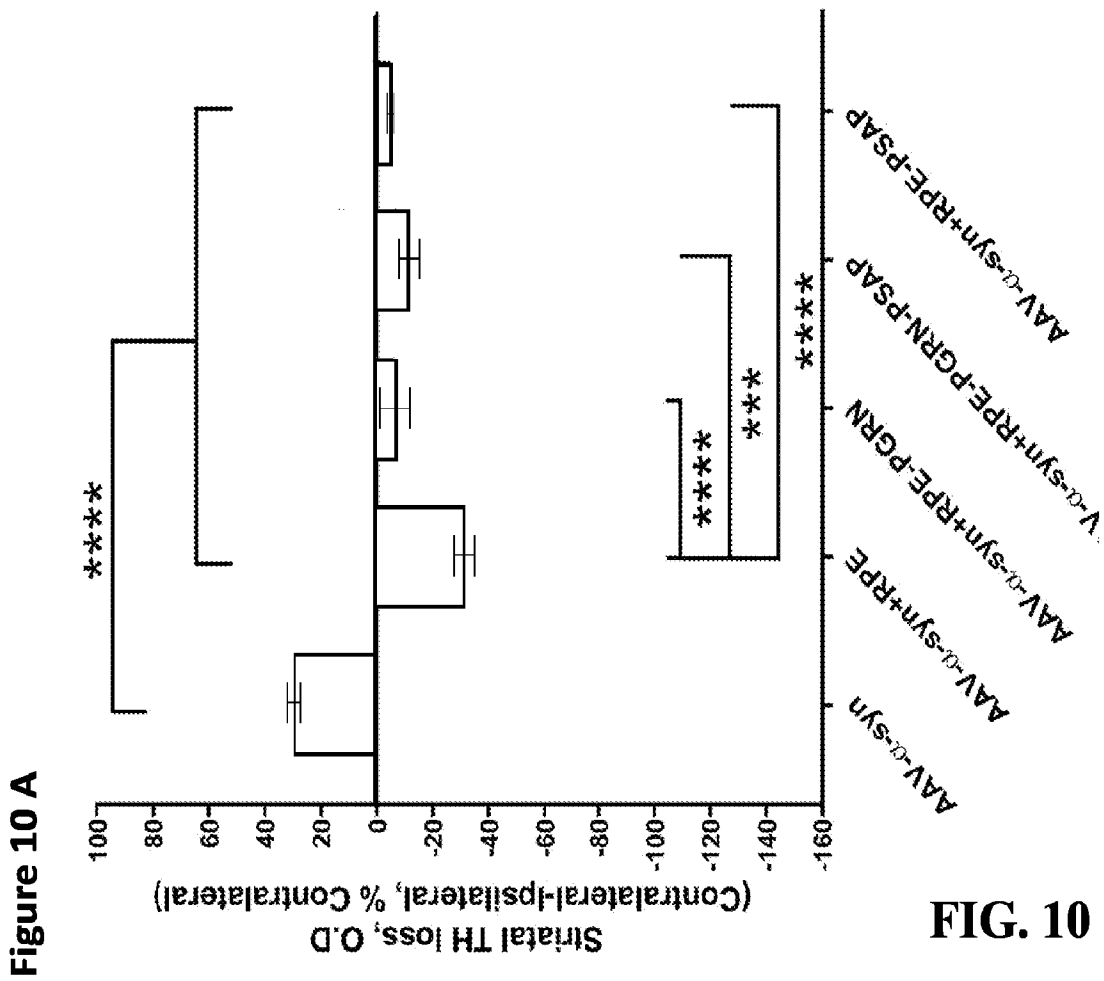 Figure 10 A
****
100
80
60
40
20
0
-20
-40
-60
-80
-100
-120
-140
-160
Striatal TH loss, O.D
(Contralateral-Ipsilateral, % Contralateral)
****
***
****
AAV-α-syn
AAV-α-syn+RPE
AAV-α-syn+RPE-PGRN
V-α-syn+RPE-PGRN-PSAP
AAV-α-syn+RPE-PSAP
FIG. 10